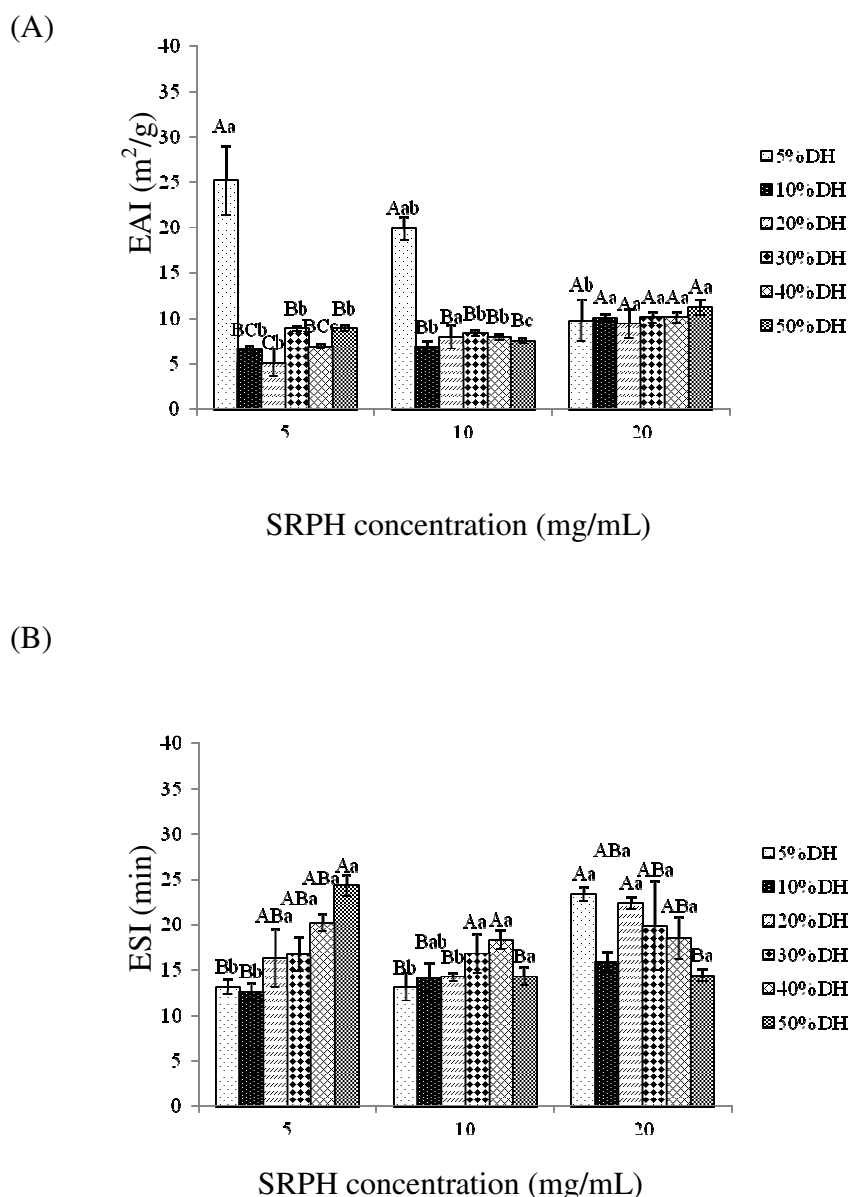 (A)
40
35
30
25
20
15
10
5
0
EAI (m²/g)
Aa
BCb
Cb
Bb
BCc
Bb
Aab
Bb
Ba
Bb
Bb
Bc
Ab
Aa
Aa
Aa
Aa
Aa
5
10
20
SRPH concentration (mg/mL)
5%DH
10%DH
20%DH
30%DH
40%DH
50%DH
(B)
40
35
30
25
20
15
10
5
0
ESI (min)
Bb
Bb
ABa
ABa
ABa
Aa
Bb
Bab
Bb
Aa
Aa
Ba
Aa
ABa
Aa
ABa
ABa
Ba
5
10
20
SRPH concentration (mg/mL)
5%DH
10%DH
20%DH
30%DH
40%DH
50%DH